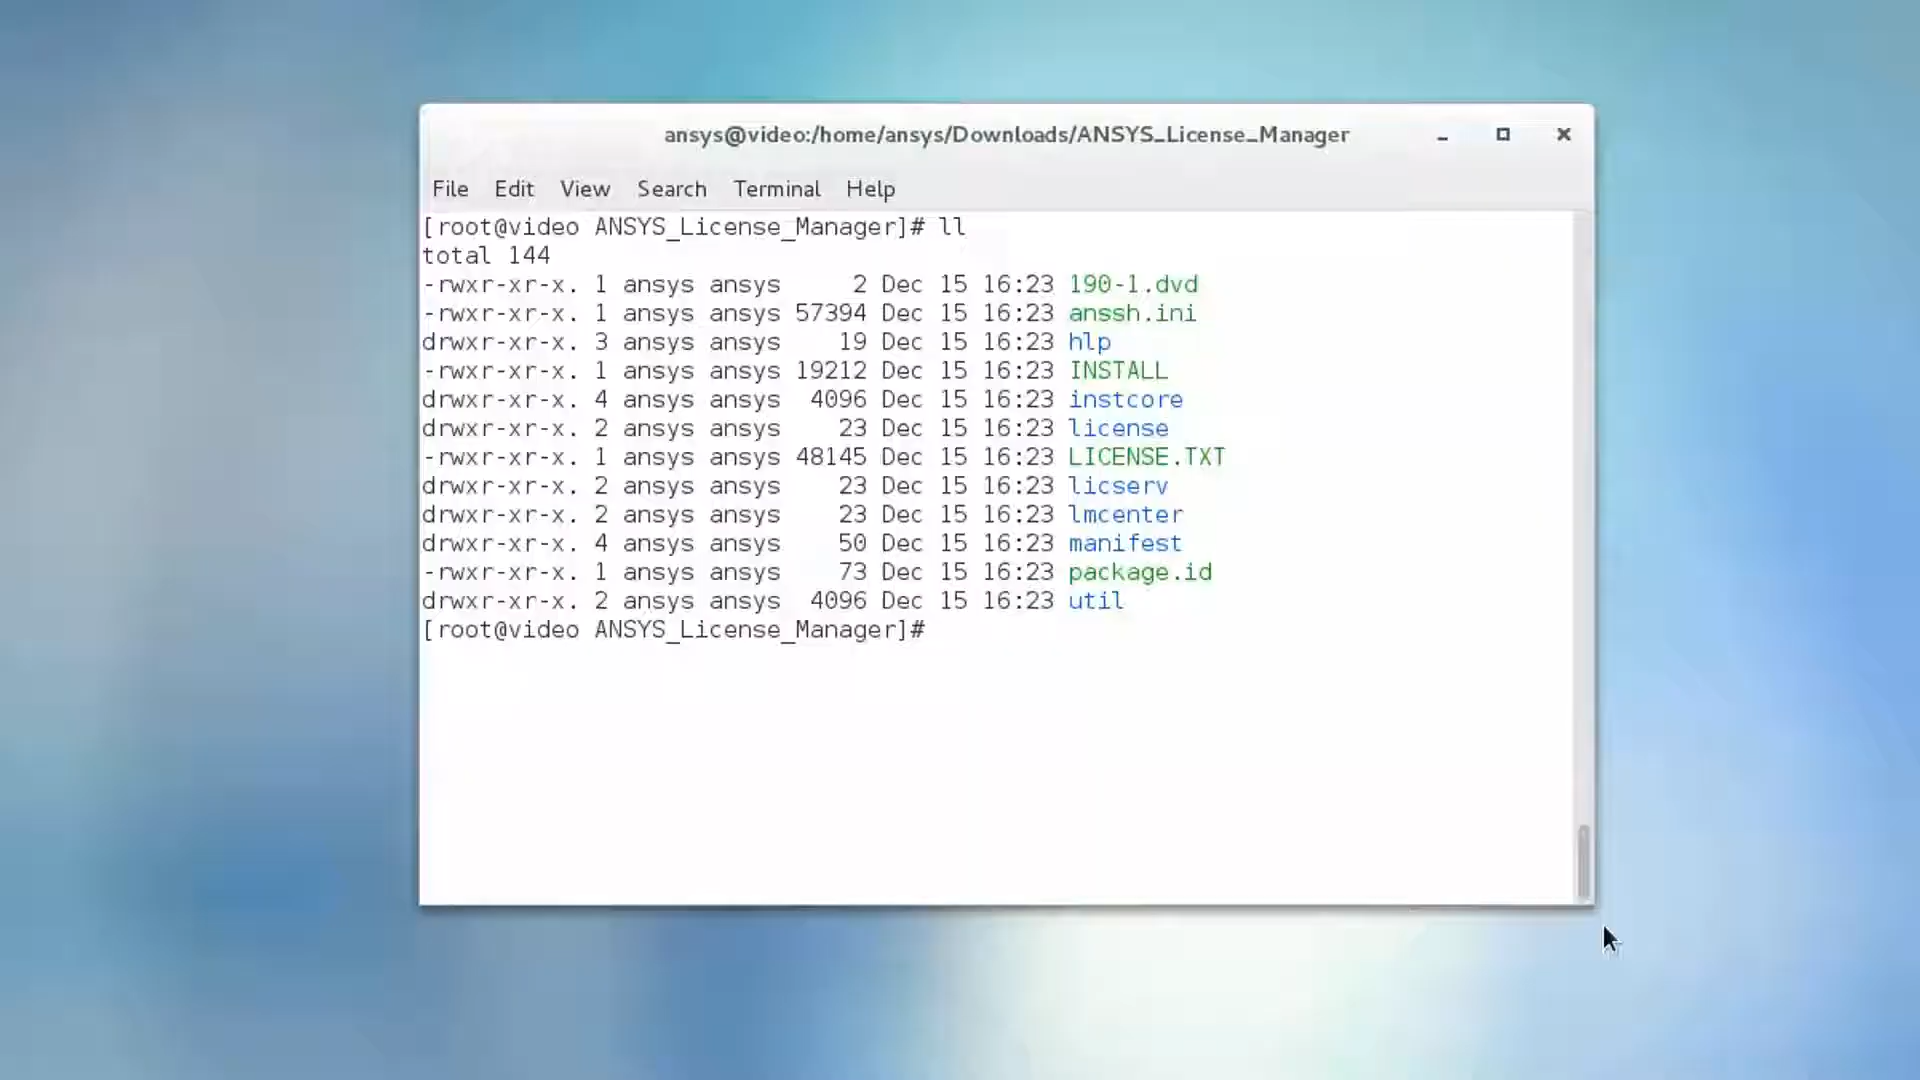 ansys@video:/home/ansys/Downloads/ANSYS_License_Manager
File Edit View Search Terminal Help
[root@video ANSYS_License_Manager]# ll
total 144
-rwxr-xr-x. 1 ansys ansys     2 Dec 15 16:23 190-1.dvd
-rwxr-xr-x. 1 ansys ansys 57394 Dec 15 16:23 anssh.ini
drwxr-xr-x. 3 ansys ansys    19 Dec 15 16:23 hlp
-rwxr-xr-x. 1 ansys ansys 19212 Dec 15 16:23 INSTALL
drwxr-xr-x. 4 ansys ansys  4096 Dec 15 16:23 instcore
drwxr-xr-x. 2 ansys ansys    23 Dec 15 16:23 license
-rwxr-xr-x. 1 ansys ansys 48145 Dec 15 16:23 LICENSE.TXT
drwxr-xr-x. 2 ansys ansys    23 Dec 15 16:23 licserv
drwxr-xr-x. 2 ansys ansys    23 Dec 15 16:23 lmcenter
drwxr-xr-x. 4 ansys ansys    50 Dec 15 16:23 manifest
-rwxr-xr-x. 1 ansys ansys    73 Dec 15 16:23 package.id
drwxr-xr-x. 2 ansys ansys  4096 Dec 15 16:23 util
[root@video ANSYS_License_Manager]#